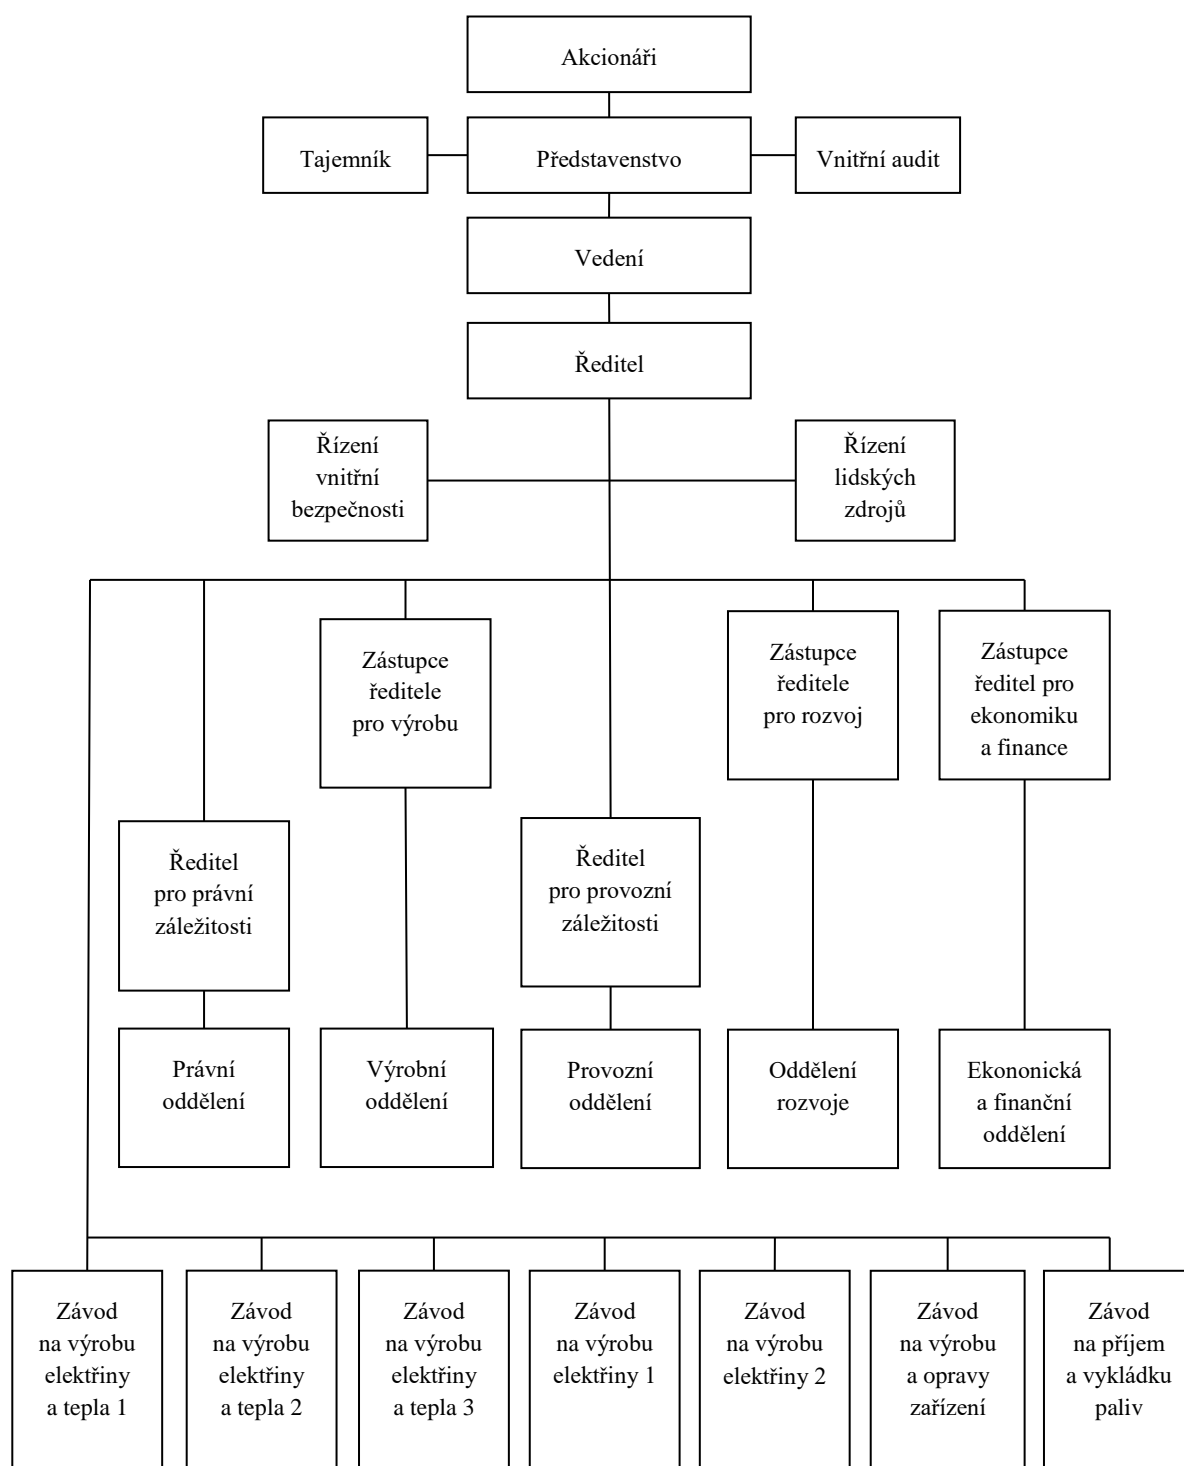 Akcionáři
Tajemník
Představenstvo
Vnitřní audit
Vedení
Ředitel
Řízení
vnitřní
bezpečnosti
Řízení
lidských
zdrojů
Zástupce
ředitele
pro výrobu
Zástupce
ředitele
pro rozvoj
Zástupce
ředitel pro
ekonomiku
a finance
Ředitel
pro právní
záležitosti
Ředitel
pro provozní
záležitosti
Právní
oddělení
Výrobní
oddělení
Provozní
oddělení
Oddělení
rozvoje
Ekononická
a finanční
oddělení
Závod
na výrobu
elektřiny
a tepla 1
Závod
na výrobu
elektřiny
a tepla 2
Závod
na výrobu
elektřiny
a tepla 3
Závod
na výrobu
elektřiny 1
Závod
na výrobu
elektřiny 2
Závod
na výrobu
a opravy
zařízení
Závod
na příjem
a vykládku
paliv